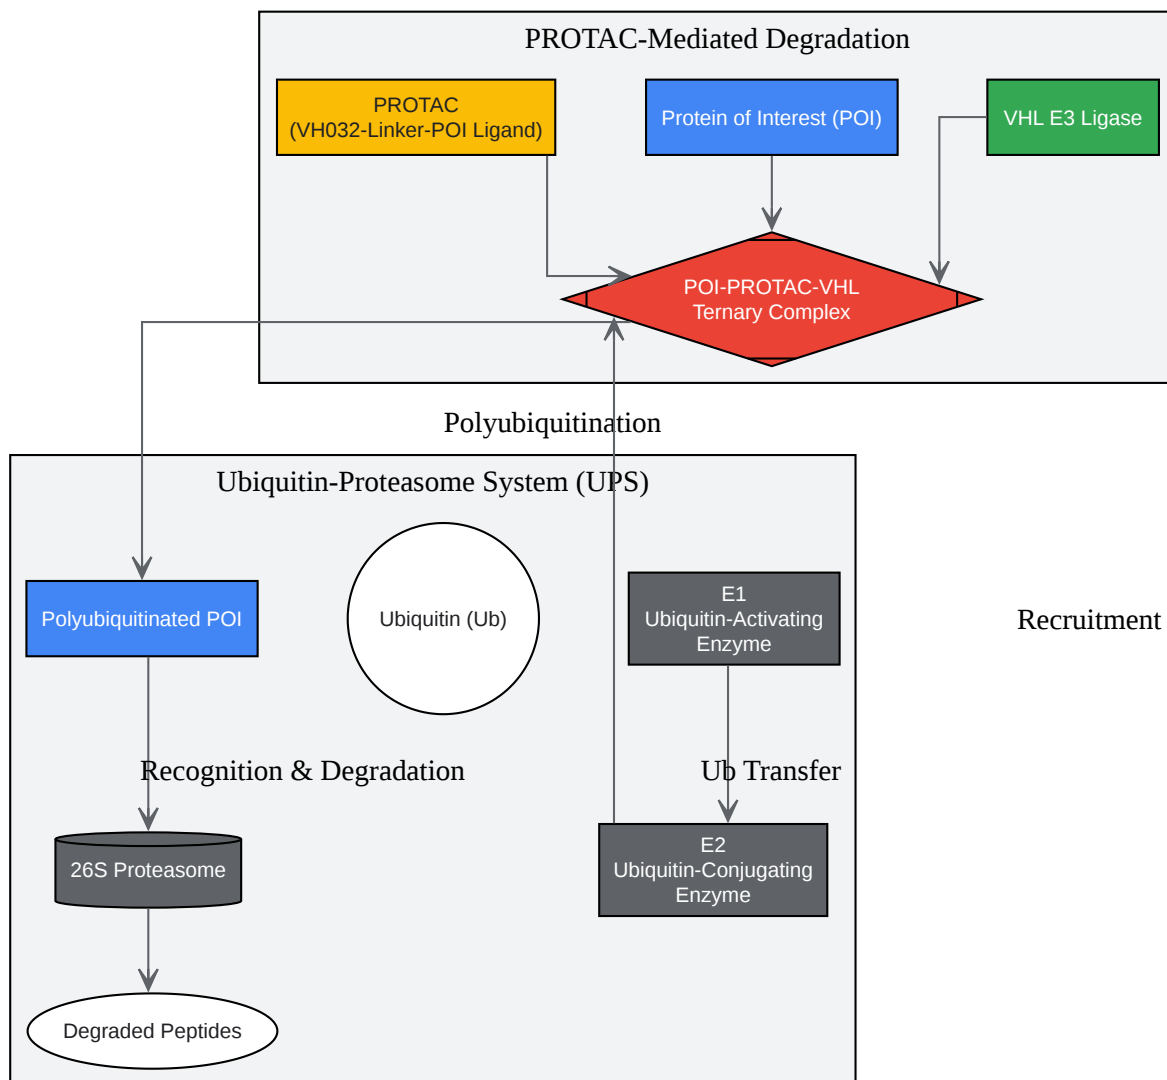 PROTAC-Mediated Degradation
PROTAC
(VH032-Linker-POI Ligand)
Protein of Interest (POI)
VHL E3 Ligase
POI-PROTAC-VHL
Ternary Complex
Polyubiquitination
Ubiquitin-Proteasome System (UPS)
Polyubiquitinated POI
Ubiquitin (Ub)
E1
Ubiquitin-Activating
Enzyme
Recruitment
Recognition & Degradation
Ub Transfer
26S Proteasome
E2
Ubiquitin-Conjugating
Enzyme
Degraded Peptides